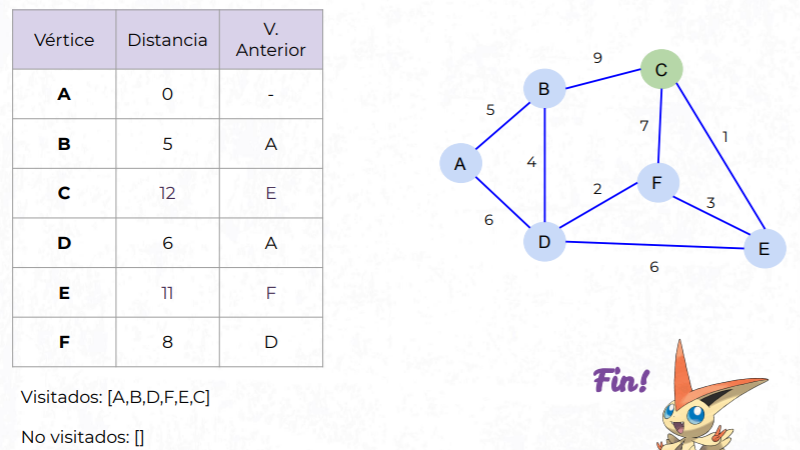 Vértice Distancia V. Anterior
A 0 -
B 5 A
C 12 E
D 6 A
E 11 F
F 8 D
Visitados: [A,B,D,F,E,C]
No visitados: []
9
C
B
5
7
1
4
A
F
2
3
6
D
E
6
Fin!